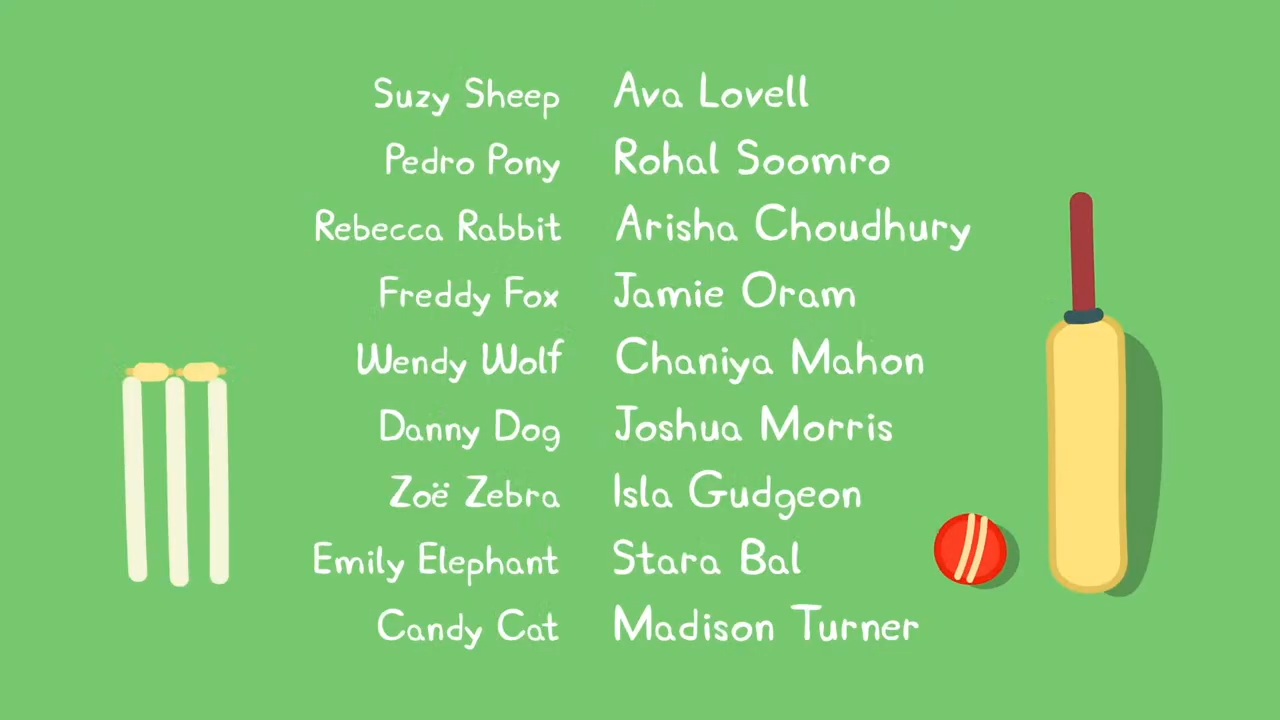 Suzy Sheep Ava Lovell
Pedro Pony Rohal Soomro
Rebecca Rabbit Arisha Choudhury
Freddy Fox Jamie Oram
Wendy Wolf Chaniya Mahon
Danny Dog Joshua Morris
Zoë Zebra Isla Gudgeon
Emily Elephant Stara Bal
Candy Cat Madison Turner